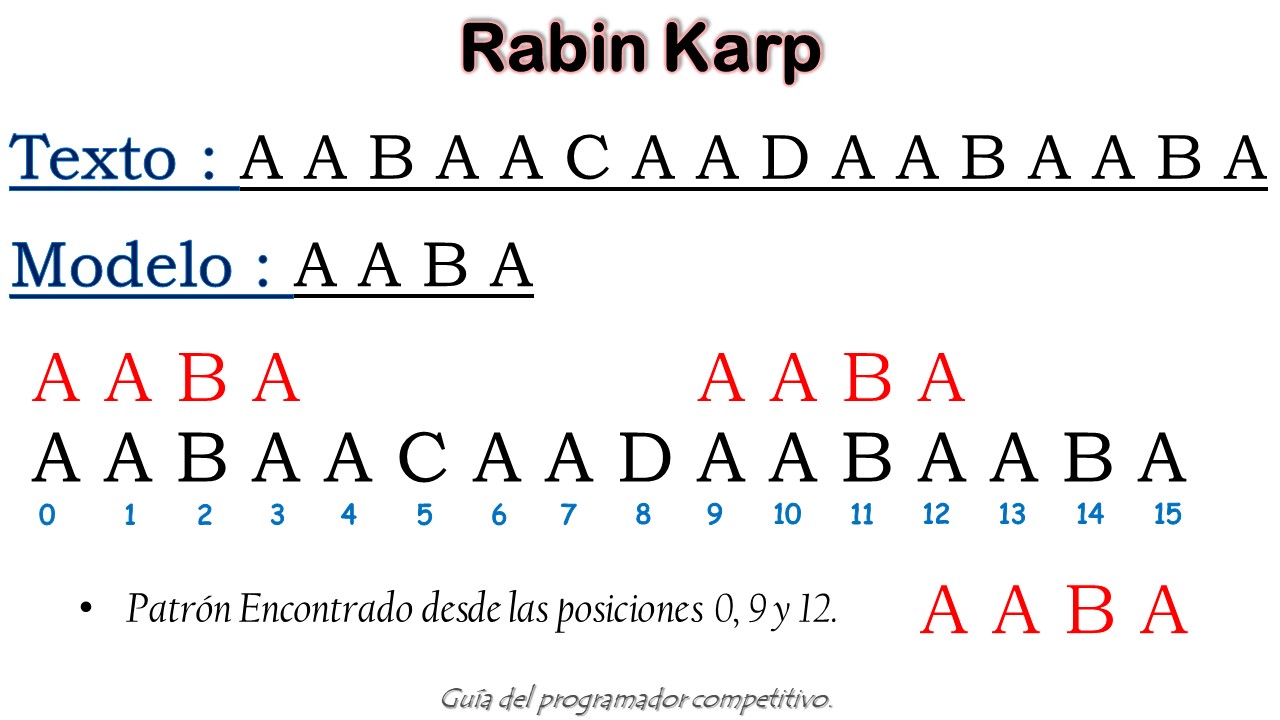 Rabin Karp
Texto : A A B A A C A A D A A B A A B A
Modelo : A A B A
A A B A A A B A
A A B A A C A A D A A B A A B A
0 1 2 3 4 5 6 7 8 9 10 11 12 13 14 15
• Patrón Encontrado desde las posiciones 0, 9 y 12.
A A B A
Guía del programador competitivo.